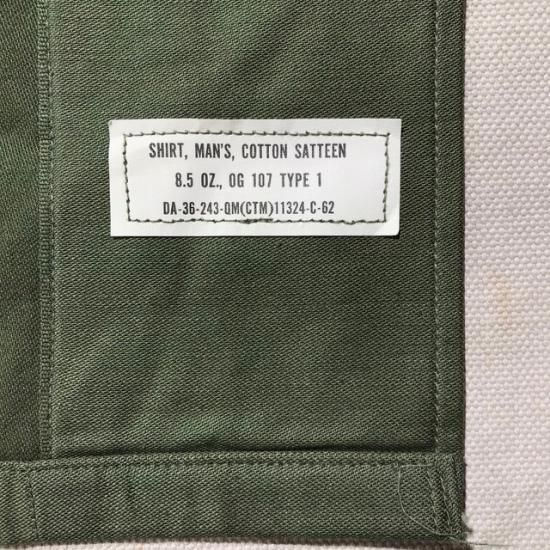 SHIRT, MAN'S, COTTON SATTEEN
8.5 OZ., OG 107 TYPE 1
DA-36-243-QM(CTM)11324-C-62